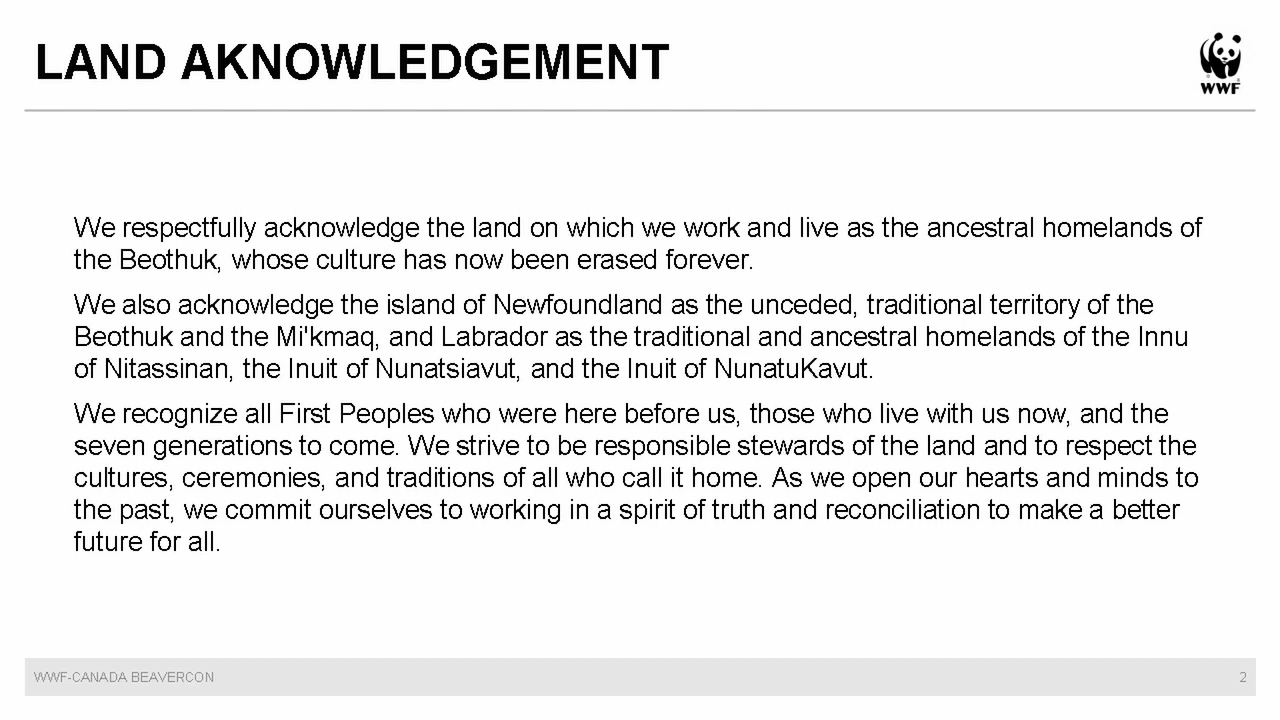 LAND AKNOWLEDGEMENT
WWF
We respectfully acknowledge the land on which we work and live as the ancestral homelands of
the Beothuk, whose culture has now been erased forever.
We also acknowledge the island of Newfoundland as the unceded, traditional territory of the
Beothuk and the Mi'kmaq, and Labrador as the traditional and ancestral homelands of the Innu
of Nitassinan, the Inuit of Nunatsiavut, and the Inuit of NunatuKavut.
We recognize all First Peoples who were here before us, those who live with us now, and the
seven generations to come. We strive to be responsible stewards of the land and to respect the
cultures, ceremonies, and traditions of all who call it home. As we open our hearts and minds to
the past, we commit ourselves to working in a spirit of truth and reconciliation to make a better
future for all.
WWF-CANADA BEAVERCON
2